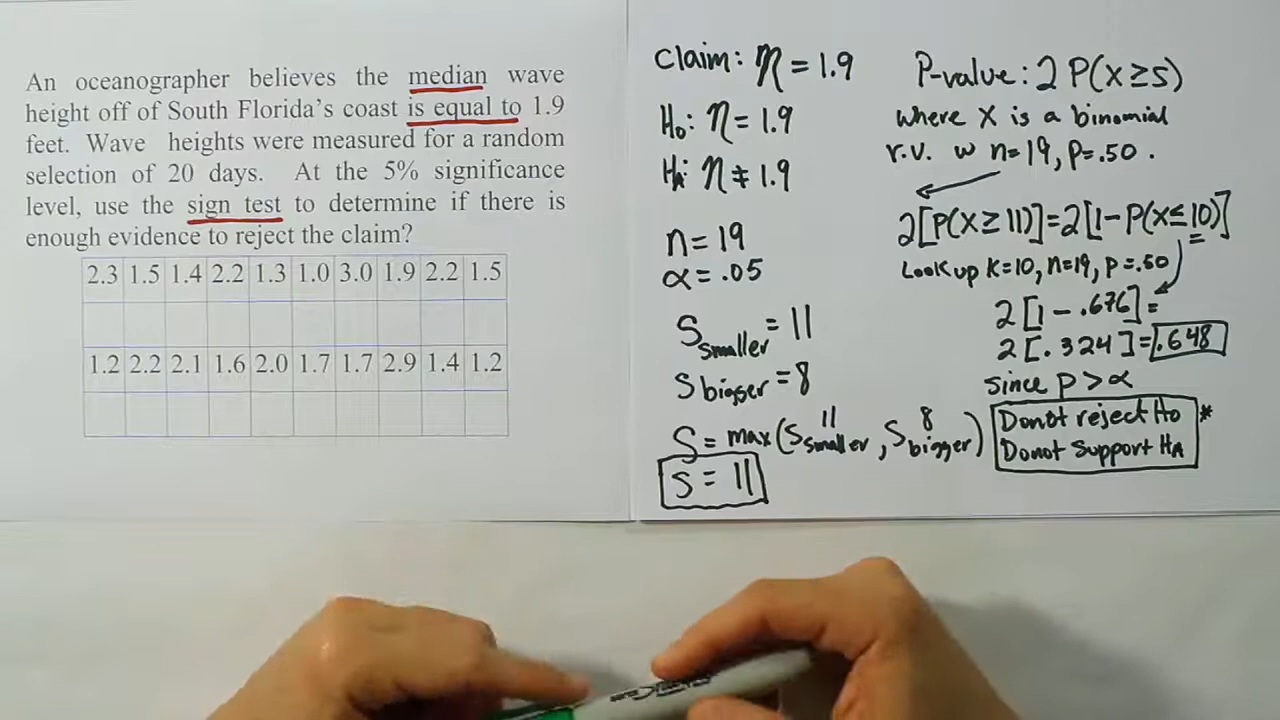 An oceanographer believes the median wave
height off of South Florida's coast is equal to 1.9
feet. Wave heights were measured for a random
selection of 20 days. At the 5% significance
level, use the sign test to determine if there is
enough evidence to reject the claim?
2.3 1.5 1.4 2.2 1.3 1.0 3.0 1.9 2.2 1.5
1.2 2.2 2.1 1.6 2.0 1.7 1.7 2.9 1.4 1.2
Claim: η = 1.9
H₀: η = 1.9
Hₐ: η ≠ 1.9
n = 19
α = .05
S smaller = 11
S bigger = 8
11 8
S = max(S smaller, S bigger)
S = 11
P-value: 2 P(X ≥ S)
where X is a binomial
r.v. w n=19, p=.50.
2[P(X ≥ 11)] = 2[1 - P(X ≤ 10)]
Look up K=10, n=19, p=.50
2[1 - .676] =
2[.324] = .648
Since p > α
Do not reject H₀ *
Do not support Hₐ